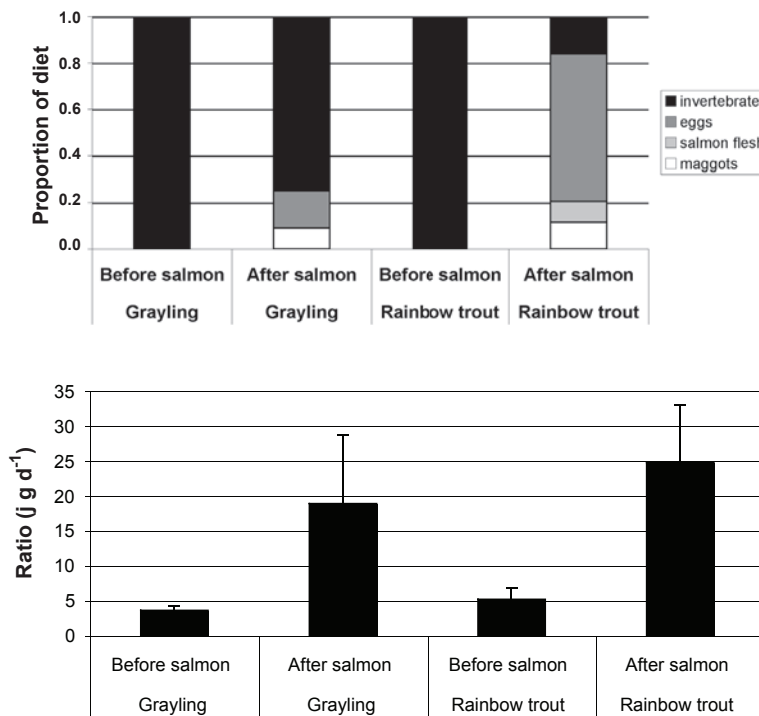 Proportion of diet
1.0
0.8
0.6
0.4
0.2
0.0
Before salmon After salmon Before salmon After salmon
Grayling Grayling Rainbow trout Rainbow trout
invertebrate
eggs
salmon flesh
maggots
Ratio (j g d⁻¹)
35
30
25
20
15
10
5
0
Before salmon After salmon Before salmon After salmon
Grayling Grayling Rainbow trout Rainbow trout